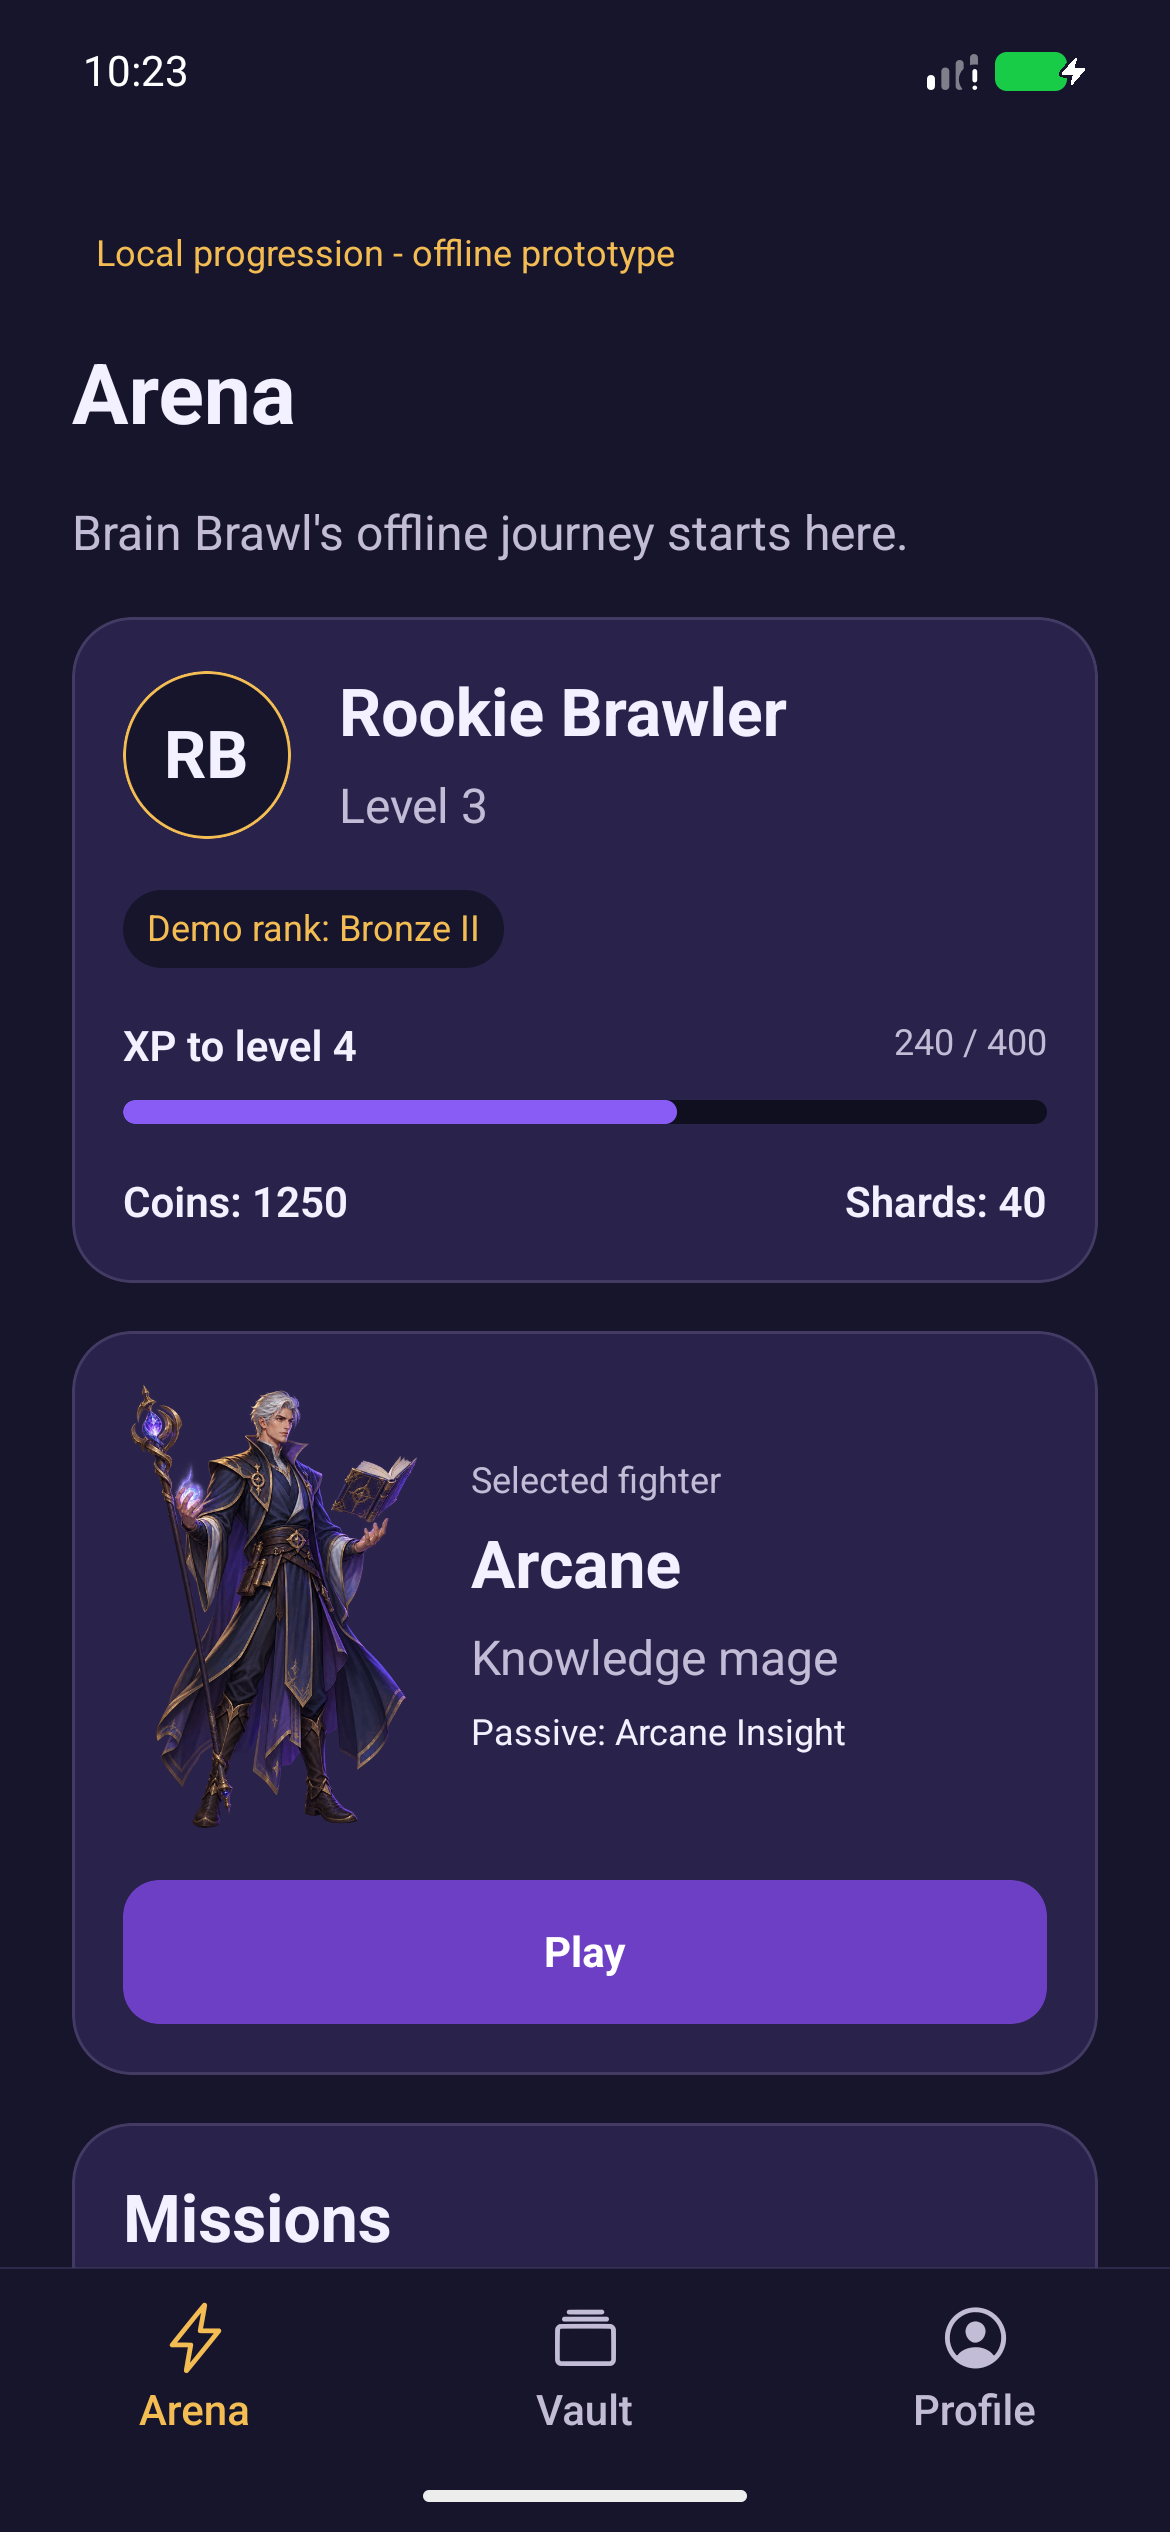 10:23
Local progression - offline prototype
Arena
Brain Brawl's offline journey starts here.
RB
Rookie Brawler
Level 3
Demo rank: Bronze II
XP to level 4
240 / 400
Coins: 1250
Shards: 40
Selected fighter
Arcane
Knowledge mage
Passive: Arcane Insight
Play
Missions
Arena
Vault
Profile